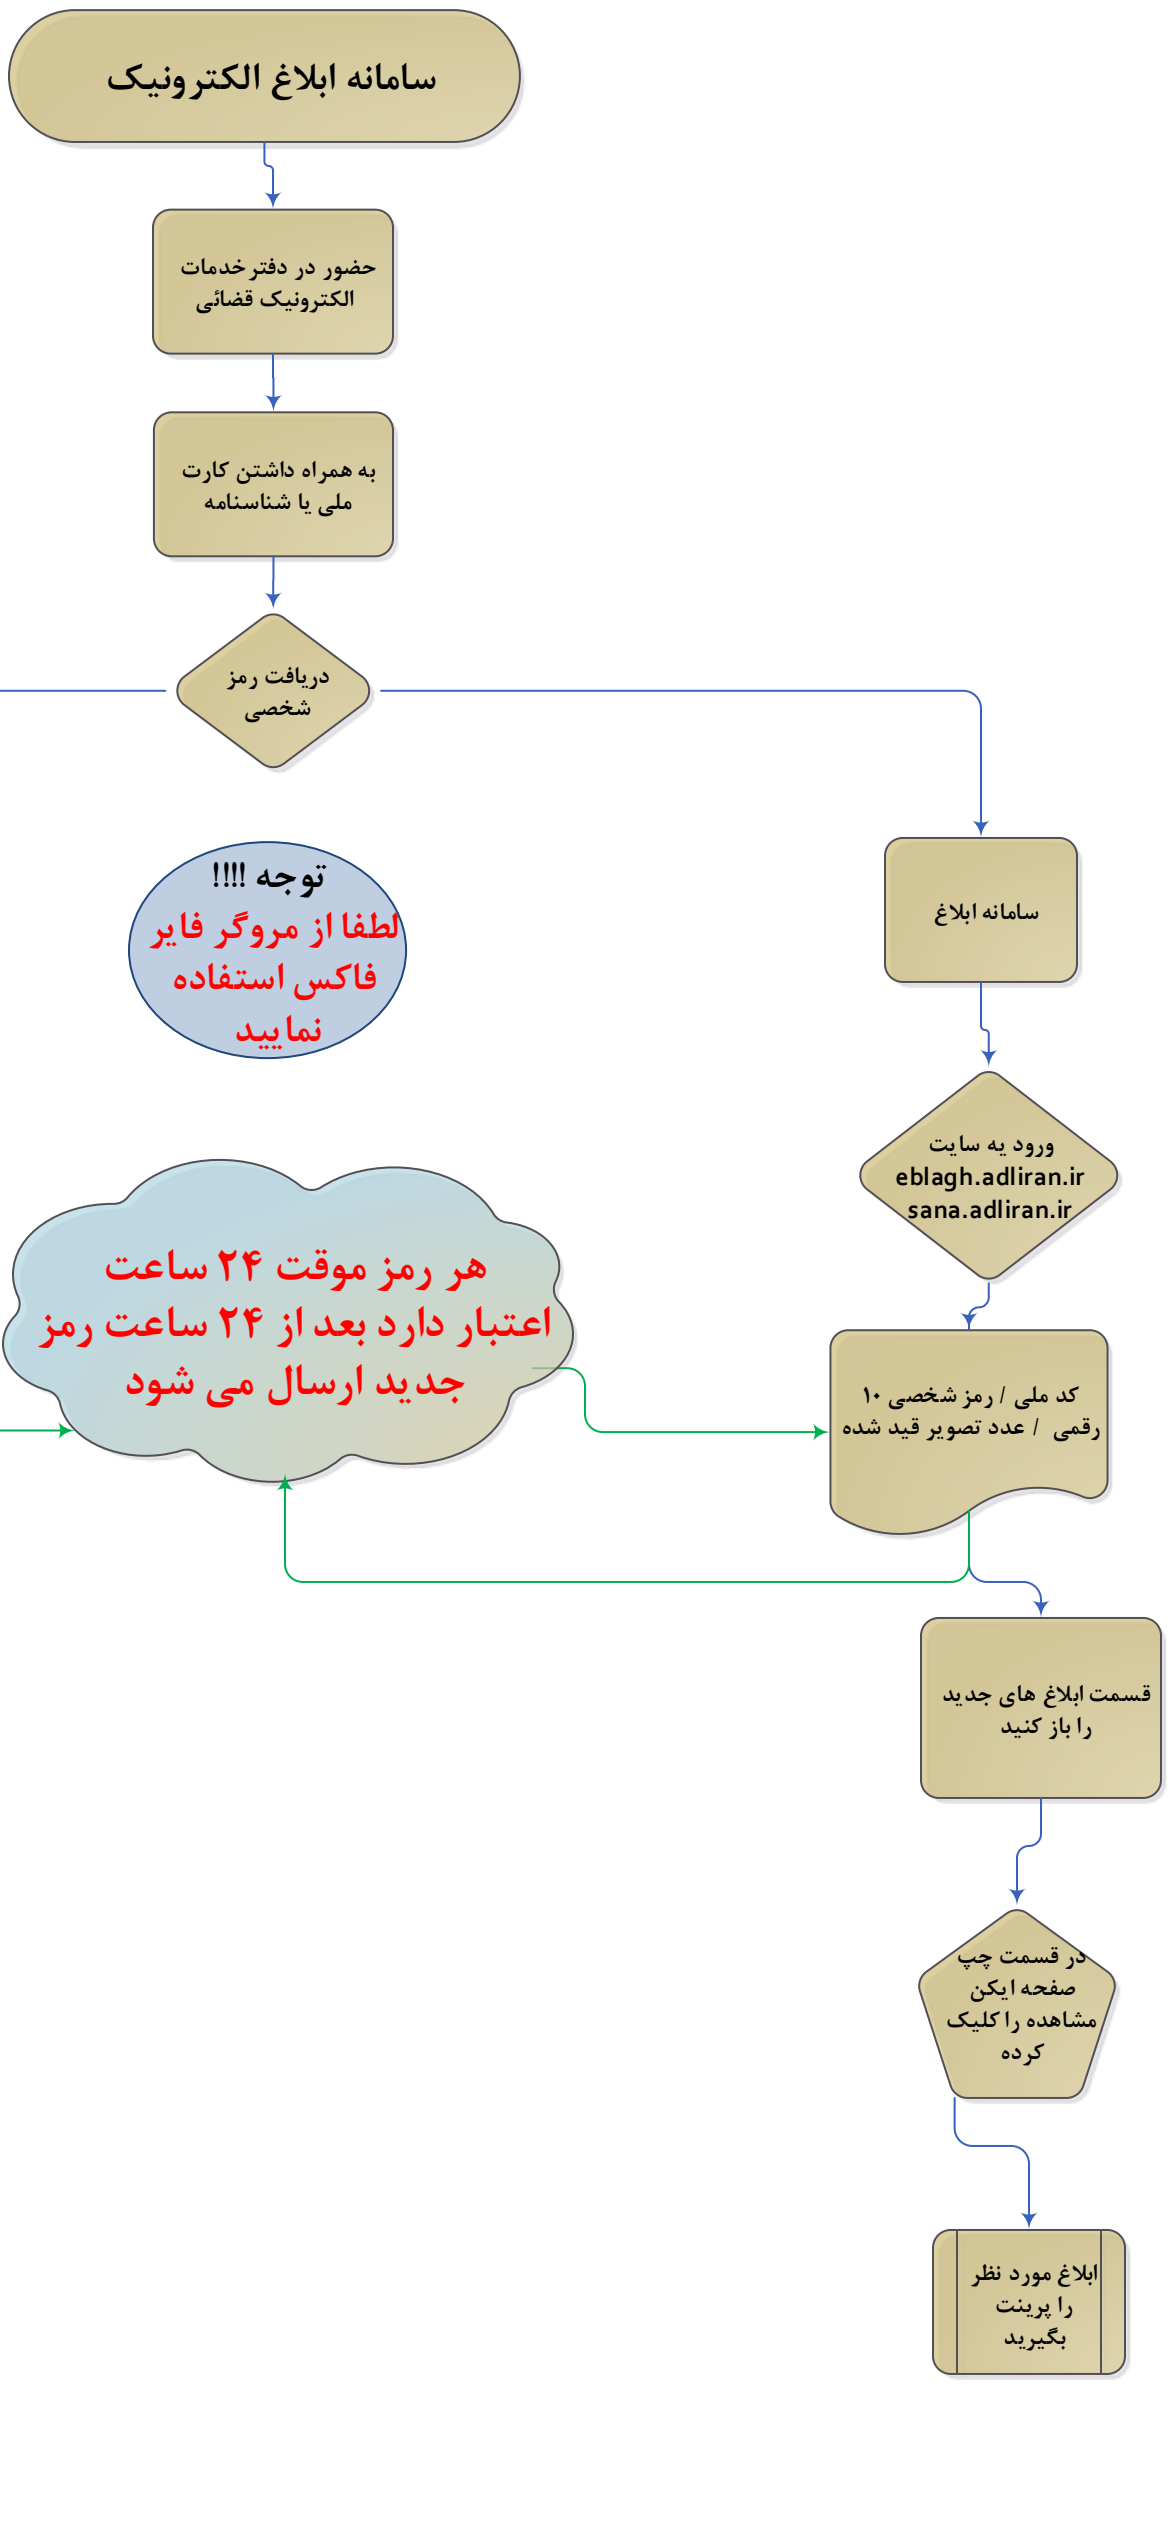 سامانه ابلاغ الکترونیک
حضور در دفتر خدمات
الکترونیک قضائی
به همراه داشتن کارت
ملی یا شناسنامه
دریافت رمز
شخصی
توجه !!!!
لطفا از مروگر فایر
فاکس استفاده
نمایید
سامانه ابلاغ
ورود یه سایت
eblagh.adliran.ir
sana.adliran.ir
هر رمز موقت ۲۴ ساعت
اعتبار دارد بعد از ۲۴ ساعت رمز
جدید ارسال می شود
کد ملی / رمز شخصی ۱۰
رقمی / عدد تصویر قید شده
قسمت ابلاغ های جدید
را باز کنید
در قسمت چپ
صفحه ایکن
مشاهده را کلیک
کرده
ابلاغ مورد نظر
را پرینت
بگیرید